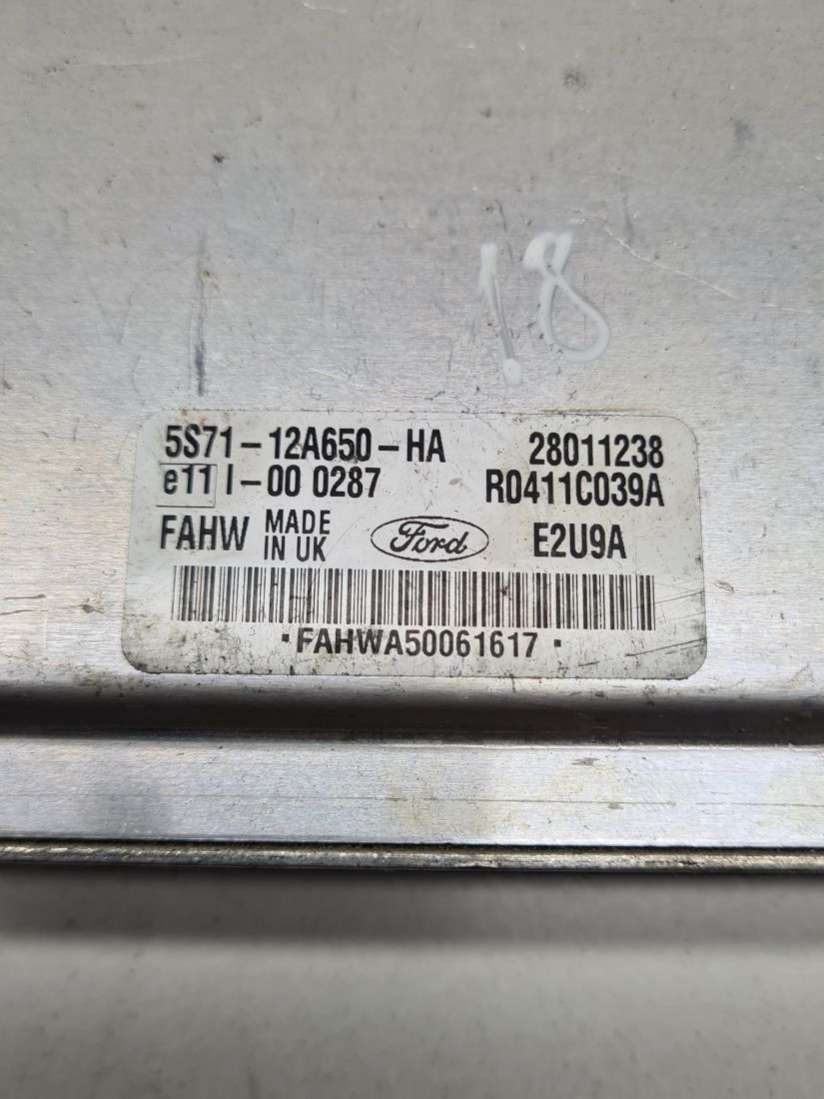 18
5S71-12A650-HA 28011238
e11 I-00 0287 R0411C039A
FAHW MADE IN UK Ford E2U9A
·FAHWA50061617·